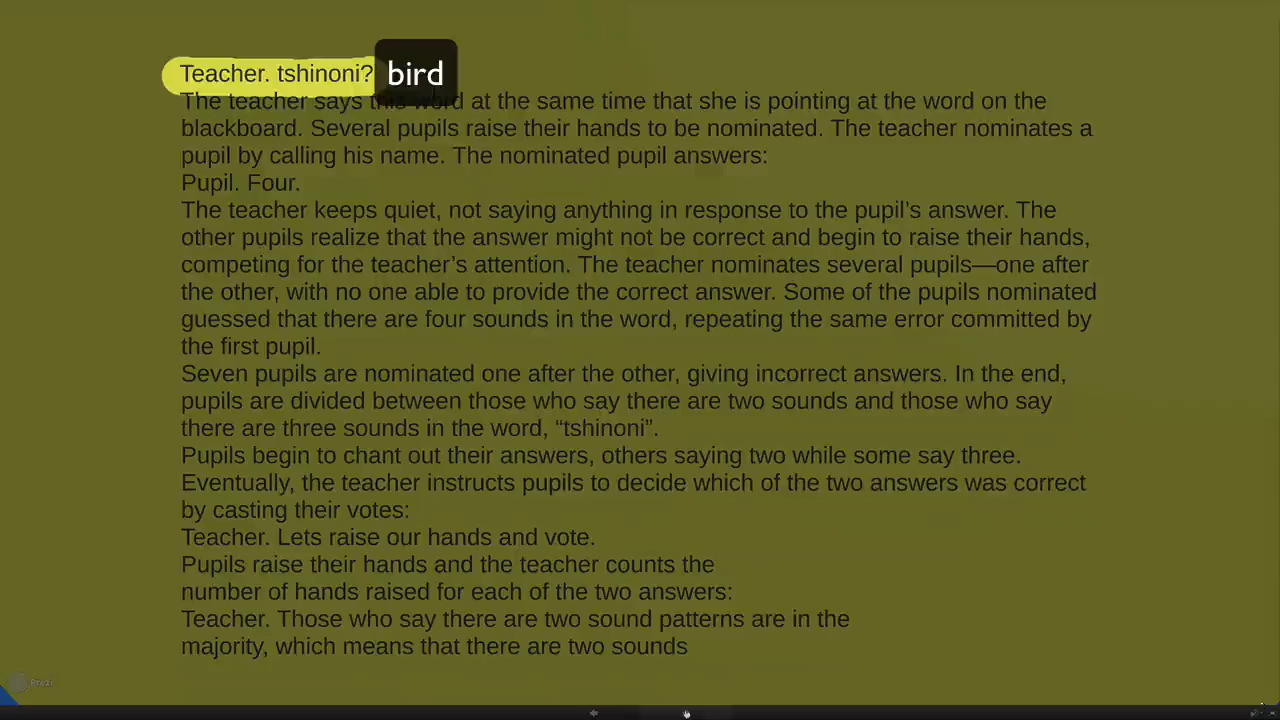 Teacher. tshinoni? bird
The teacher says this word at the same time that she is pointing at the word on the
blackboard. Several pupils raise their hands to be nominated. The teacher nominates a
pupil by calling his name. The nominated pupil answers:
Pupil. Four.
The teacher keeps quiet, not saying anything in response to the pupil’s answer. The
other pupils realize that the answer might not be correct and begin to raise their hands,
competing for the teacher’s attention. The teacher nominates several pupils—one after
the other, with no one able to provide the correct answer. Some of the pupils nominated
guessed that there are four sounds in the word, repeating the same error committed by
the first pupil.
Seven pupils are nominated one after the other, giving incorrect answers. In the end,
pupils are divided between those who say there are two sounds and those who say
there are three sounds in the word, “tshinoni”.
Pupils begin to chant out their answers, others saying two while some say three.
Eventually, the teacher instructs pupils to decide which of the two answers was correct
by casting their votes:
Teacher. Lets raise our hands and vote.
Pupils raise their hands and the teacher counts the
number of hands raised for each of the two answers:
Teacher. Those who say there are two sound patterns are in the
majority, which means that there are two sounds
Prezi